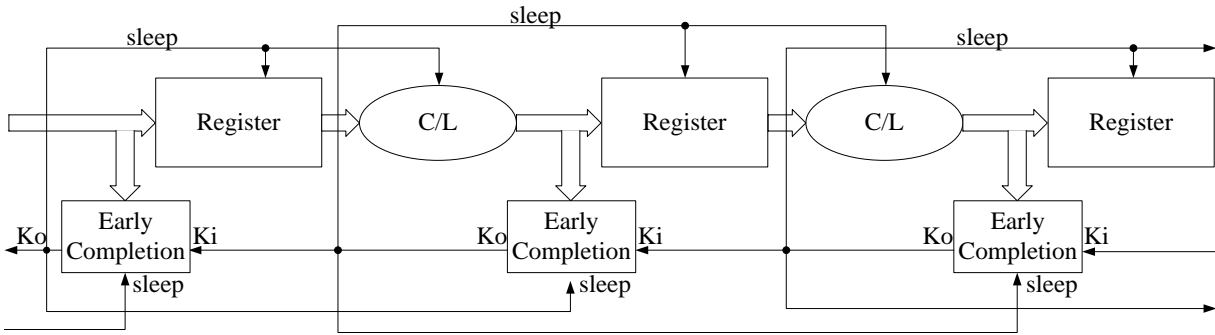 sleep
sleep
sleep
Register
C/L
Register
C/L
Register
Early
Completion
Early
Completion
Early
Completion
Ko
Ki
Ko
Ki
Ko
Ki
sleep
sleep
sleep